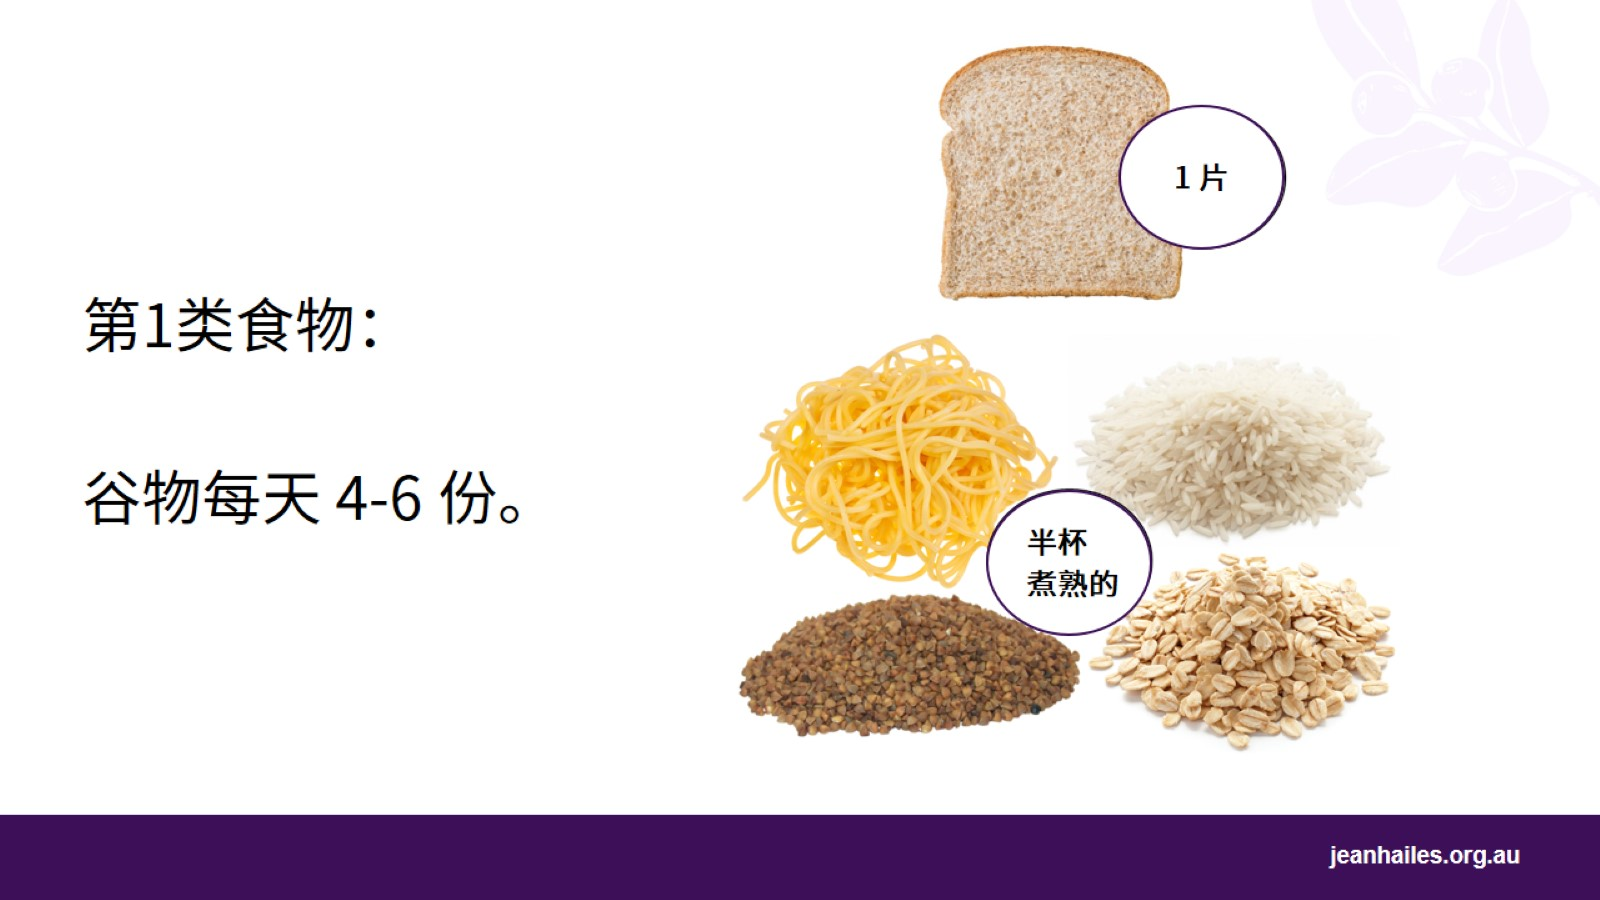 第1类食物：
谷物每天 4-6 份。
1 片
半杯
煮熟的
jeanhailes.org.au